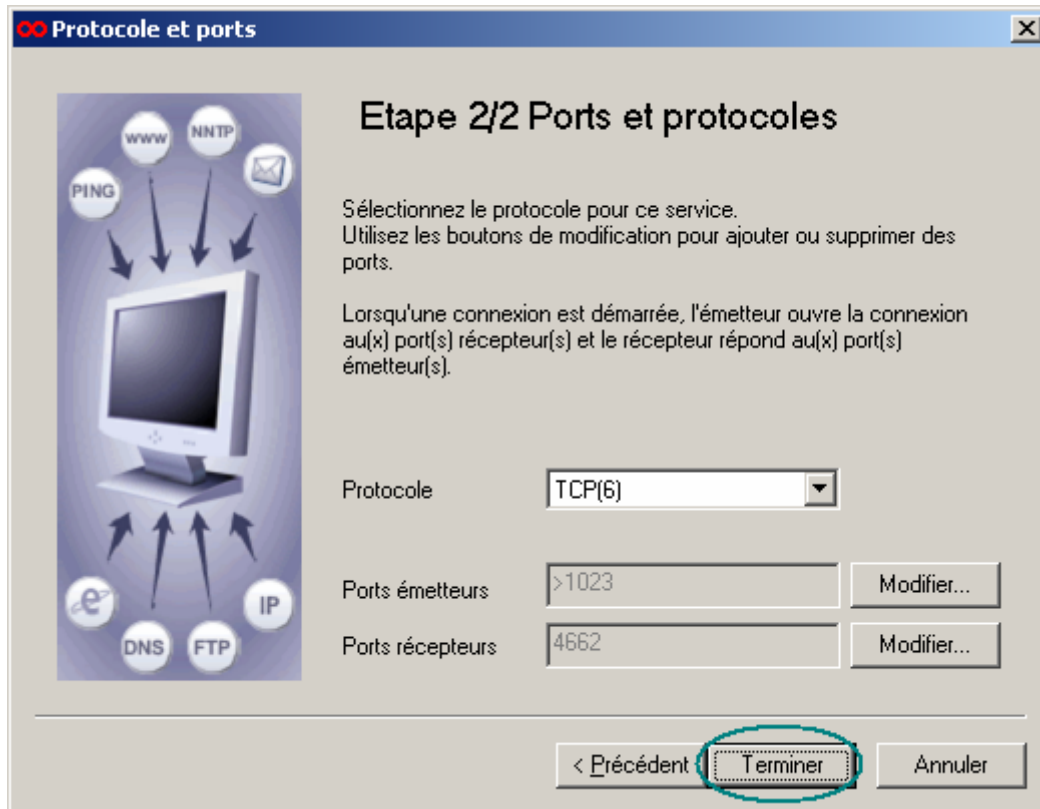 Protocole et ports
Etape 2/2 Ports et protocoles
www
NNTP
PING
Sélectionnez le protocole pour ce service.
Utilisez les boutons de modification pour ajouter ou supprimer des
ports.
Lorsqu'une connexion est démarrée, l'émetteur ouvre la connexion
au(x) port(s) récepteur(s) et le récepteur répond au(x) port(s)
émetteur(s).
Protocole
TCP(6)
Ports émetteurs
>1023
Modifier...
Ports récepteurs
4662
Modifier...
e
IP
DNS
FTP
< Précédent
Terminer
Annuler